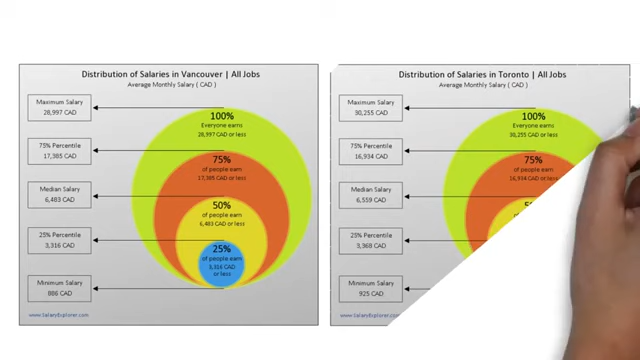 Distribution of Salaries in Vancouver | All Jobs
Average Monthly Salary ( CAD )
Maximum Salary
28,997 CAD
75% Percentile
17,385 CAD
Median Salary
6,483 CAD
25% Percentile
3,316 CAD
Minimum Salary
886 CAD
100%
Everyone earns
28,997 CAD or less
75%
of people earn
17,385 CAD or less
50%
of people earn
6,483 CAD or less
25%
of people earn
3,316 CAD
or less
www.SalaryExplorer.com
Distribution of Salaries in Toronto | All Jobs
Average Monthly Salary ( CAD )
Maximum Salary
30,255 CAD
75% Percentile
16,934 CAD
Median Salary
6,559 CAD
25% Percentile
3,368 CAD
Minimum Salary
925 CAD
100%
Everyone earns
30,255 CAD or less
75%
of people earn
16,934 CAD or